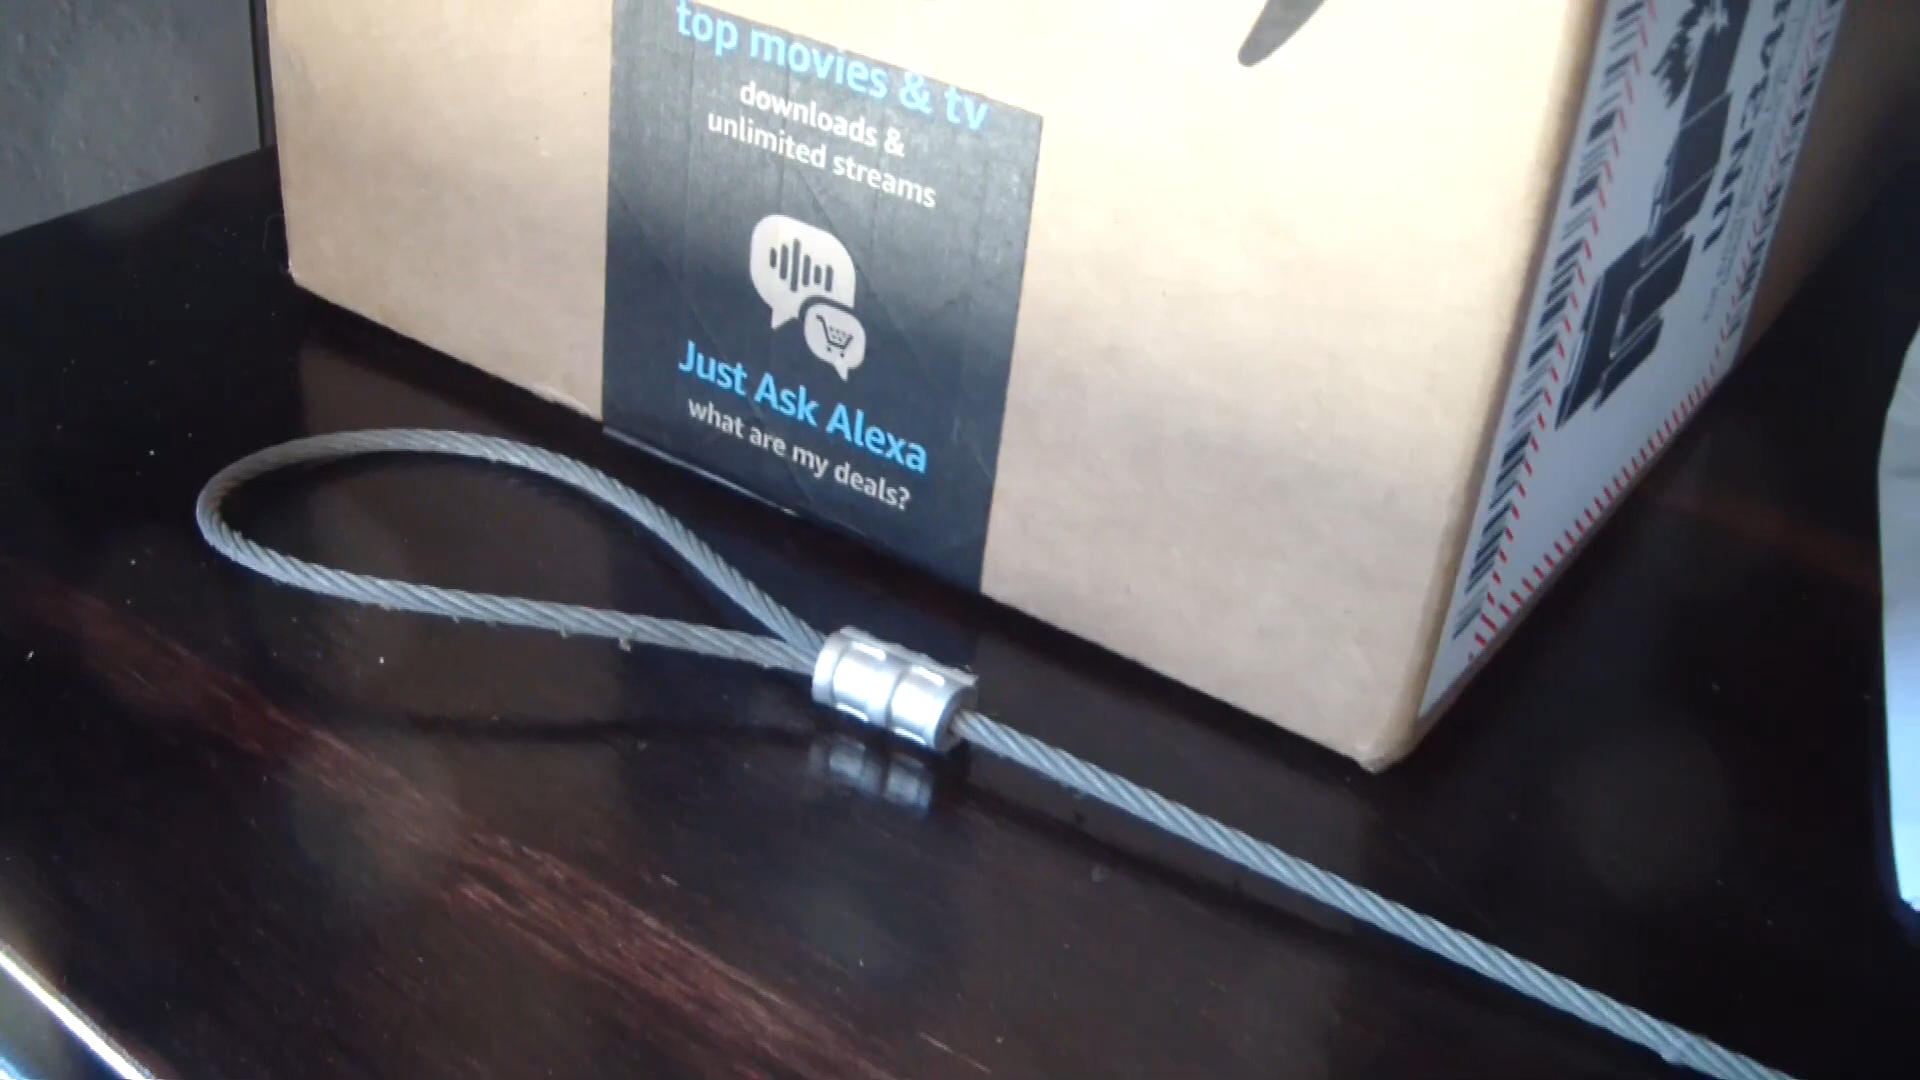 top movies & tv
downloads &
unlimited streams
Just Ask Alexa
what are my deals?